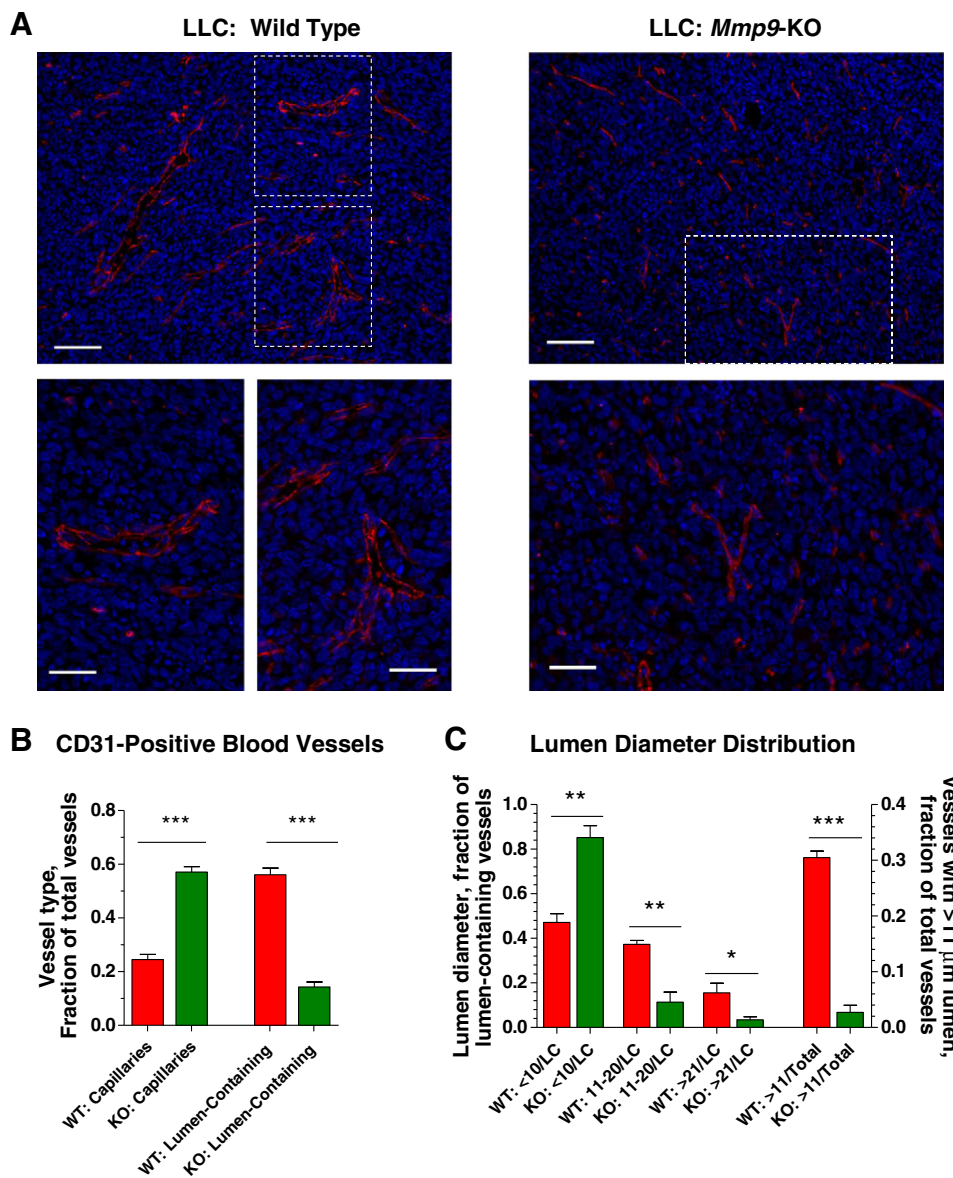 A
LLC: Wild Type
LLC: Mmp9-KO
B CD31-Positive Blood Vessels
Vessel type,
Fraction of total vessels
0.8
0.6
0.4
0.2
0.0
***
***
WT: Capillaries
KO: Capillaries
WT: Lumen-Containing
KO: Lumen-Containing
C Lumen Diameter Distribution
Lumen diameter, fraction of
lumen-containing vessels
1.0
0.8
0.6
0.4
0.2
0.0
**
**
*
***
0.4
0.3
0.2
0.1
0.0
Vessels with >11 μm lumen,
fraction of total vessels
WT: <10/LC
KO: <10/LC
WT: 11-20/LC
KO: 11-20/LC
WT: >21/LC
KO: >21/LC
WT: >11/Total
KO: >11/Total